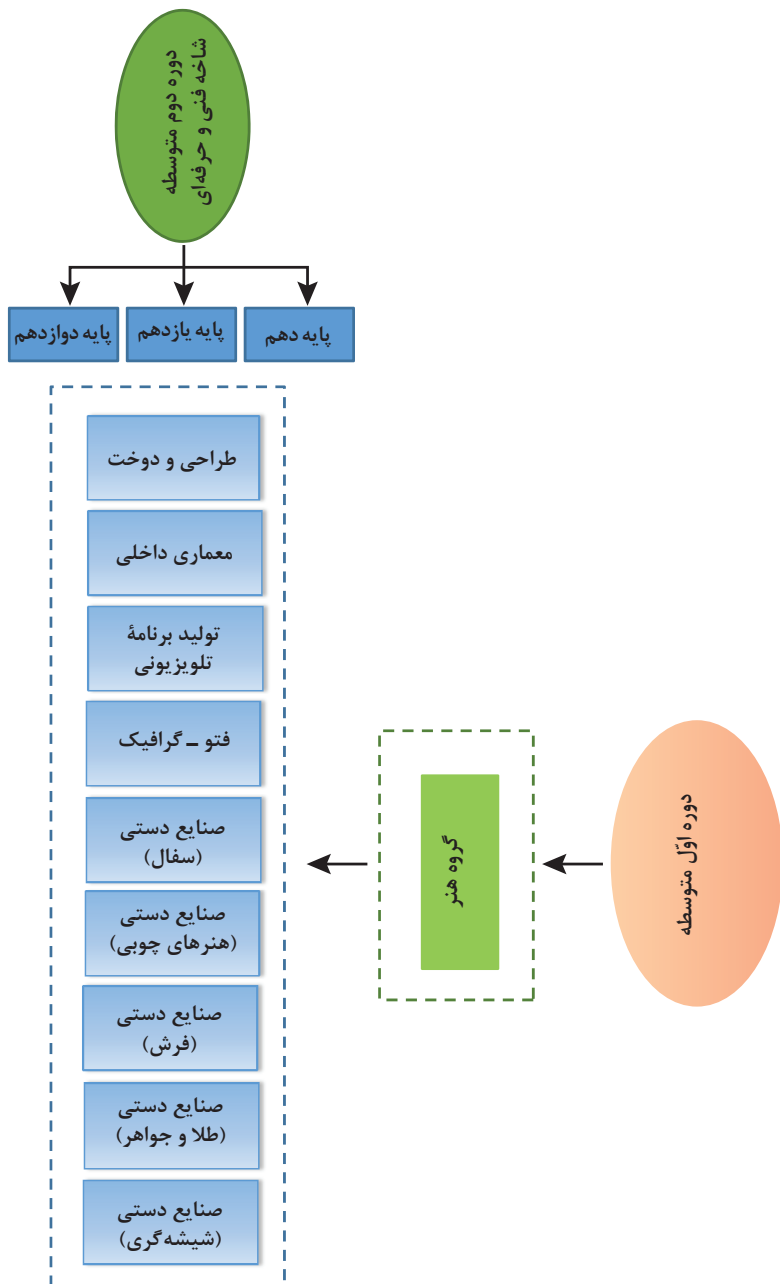 دوره دوم متوسطه
شاخه فنی و حرفه‌ای
پایه دهم
پایه یازدهم
پایه دوازدهم
طراحی و دوخت
معماری داخلی
تولید برنامهٔ
تلویزیونی
فتو ـ گرافیک
صنایع دستی
(سفال)
صنایع دستی
(هنرهای چوبی)
صنایع دستی
(فرش)
صنایع دستی
(طلا و جواهر)
صنایع دستی
(شیشه‌گری)
گروه هنر
دوره اوّل متوسطه